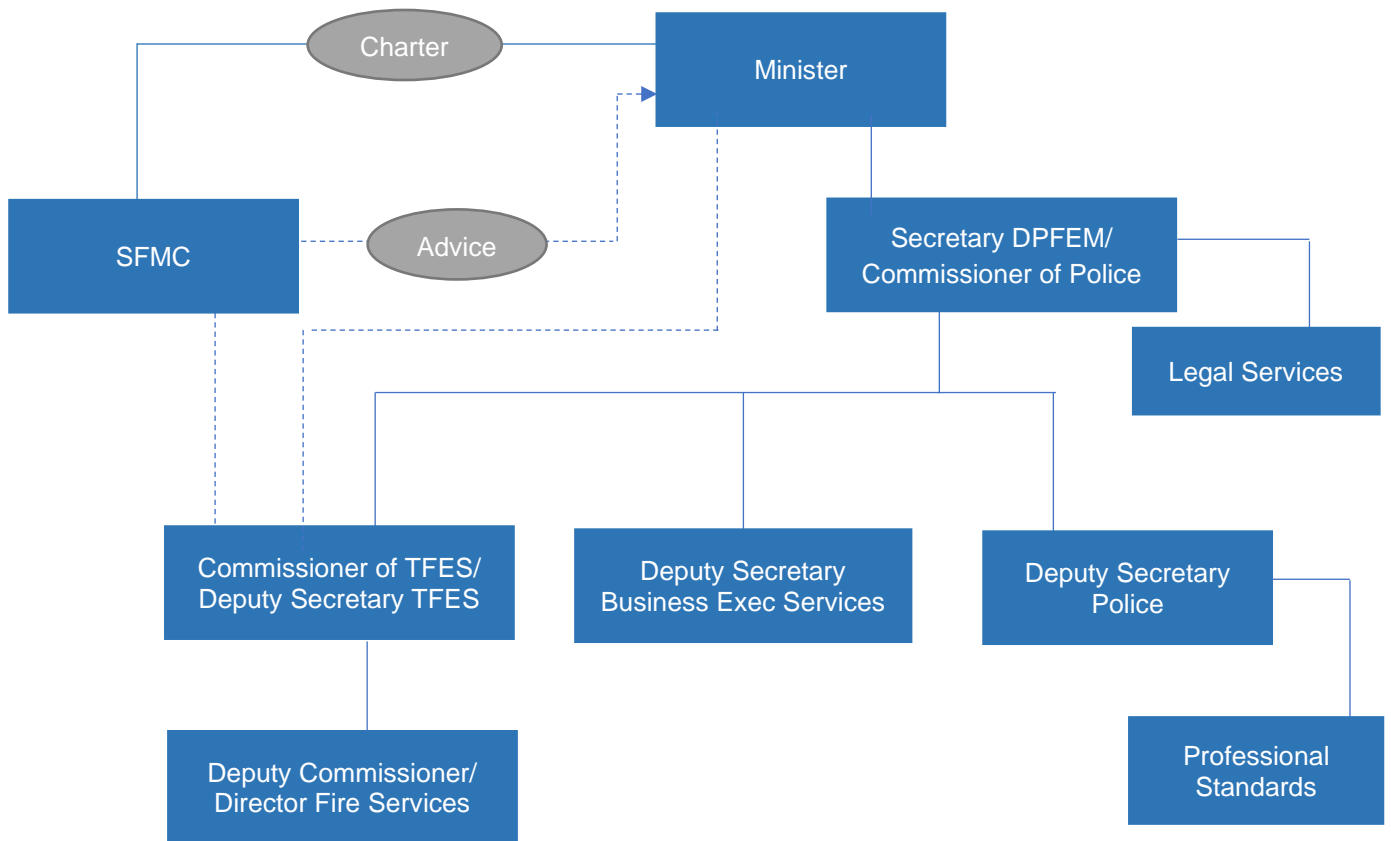 Charter
Minister
SFMC
Advice
Secretary DPFEM/
Commissioner of Police
Legal Services
Commissioner of TFES/
Deputy Secretary TFES
Deputy Secretary
Business Exec Services
Deputy Secretary
Police
Deputy Commissioner/
Director Fire Services
Professional
Standards